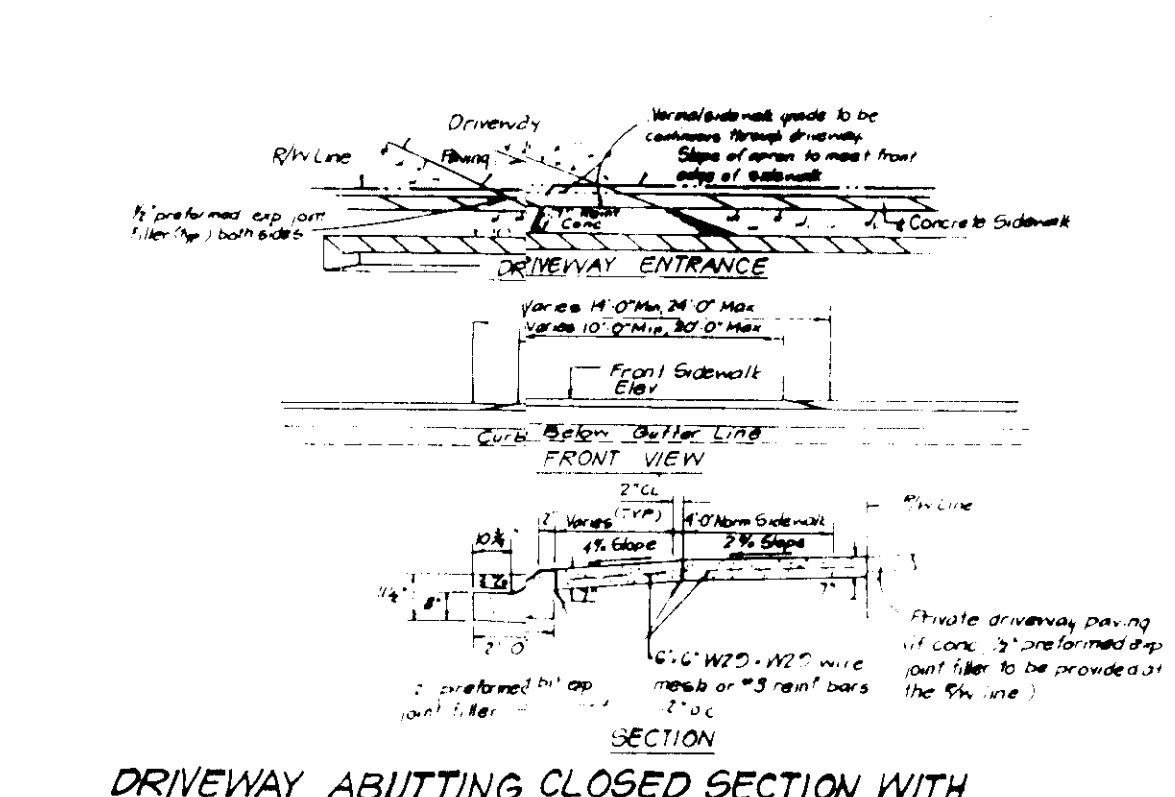 Driveway
R/W Line
Paving
Normal sidewalk grade to be
continuous through driveway
Slope of apron to meet front
edge of sidewalk
1/2" preformed exp joint
filler (typ) both sides
7" Reinf
Conc
Concrete Sidewalk
DRIVEWAY ENTRANCE
Varies 14'-0" Min, 24'-0" Max
Varies 10'-0" Min, 20'-0" Max
Front Sidewalk
Elev
Curb Below Gutter Line
FRONT VIEW
2" CL
(TYP)
R/W Line
2" Varies
4'-0" Norm Sidewalk
4% Slope
2% Slope
8"
7"
7"
2'-0"
Private driveway paving
(if conc, 1/2" preformed exp
joint filler to be provided at
the R/W line)
6"x6" W2.9 x W2.9 wire
mesh or #3 reinf bars
12" o.c.
preformed bit exp
joint filler
SECTION
DRIVEWAY ABUTTING CLOSED SECTION WITH